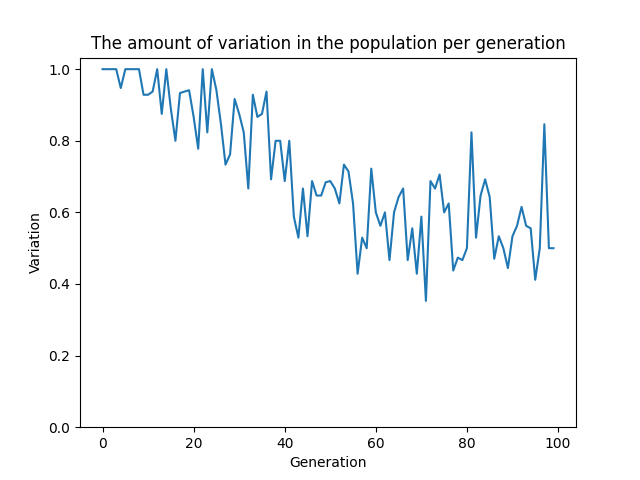 The amount of variation in the population per generation
1.0
0.8
0.6
0.4
0.2
0.0
Variation
0 20 40 60 80 100
Generation